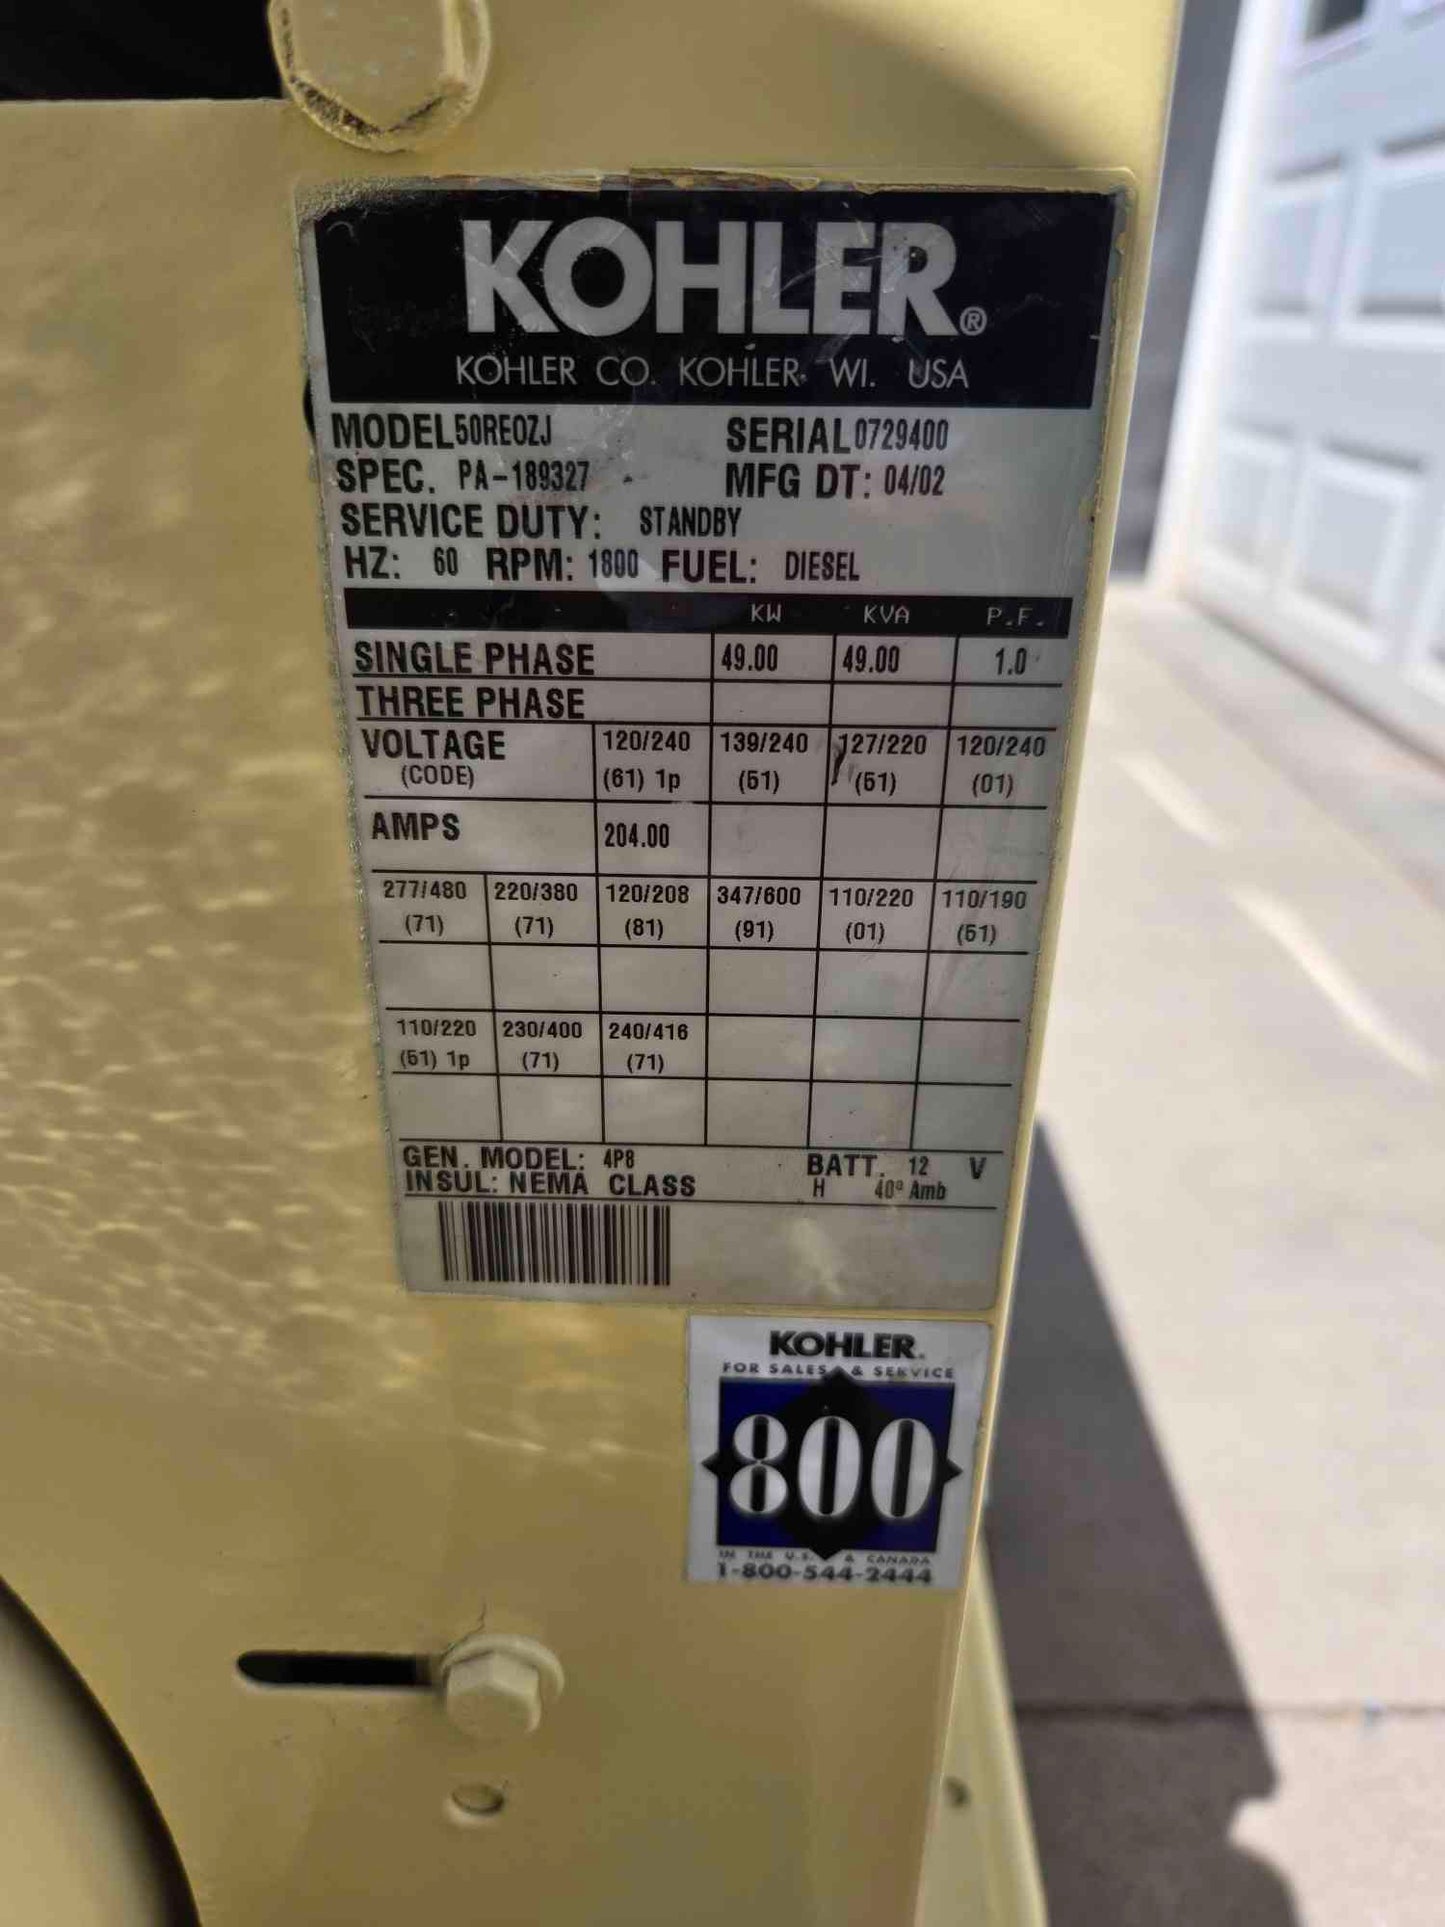 KOHLER®
KOHLER CO. KOHLER, WI. USA
MODEL 50REOZJ SERIAL 0729400
SPEC. PA-189327 MFG DT: 04/02
SERVICE DUTY: STANDBY
HZ: 60 RPM: 1800 FUEL: DIESEL
KW KVA P.F.
SINGLE PHASE 49.00 49.00 1.0
THREE PHASE
VOLTAGE 120/240 139/240 127/220 120/240
(CODE) (61) 1p (51) (51) (01)
AMPS 204.00
277/480 220/380 120/208 347/600 110/220 110/190
(71) (71) (81) (91) (01) (51)
110/220 230/400 240/416
(51) 1p (71) (71)
GEN. MODEL: 4P8 BATT. 12 V
INSUL: NEMA CLASS H 40° Amb
KOHLER.
FOR SALES & SERVICE
800
IN THE U.S. & CANADA
1-800-544-2444